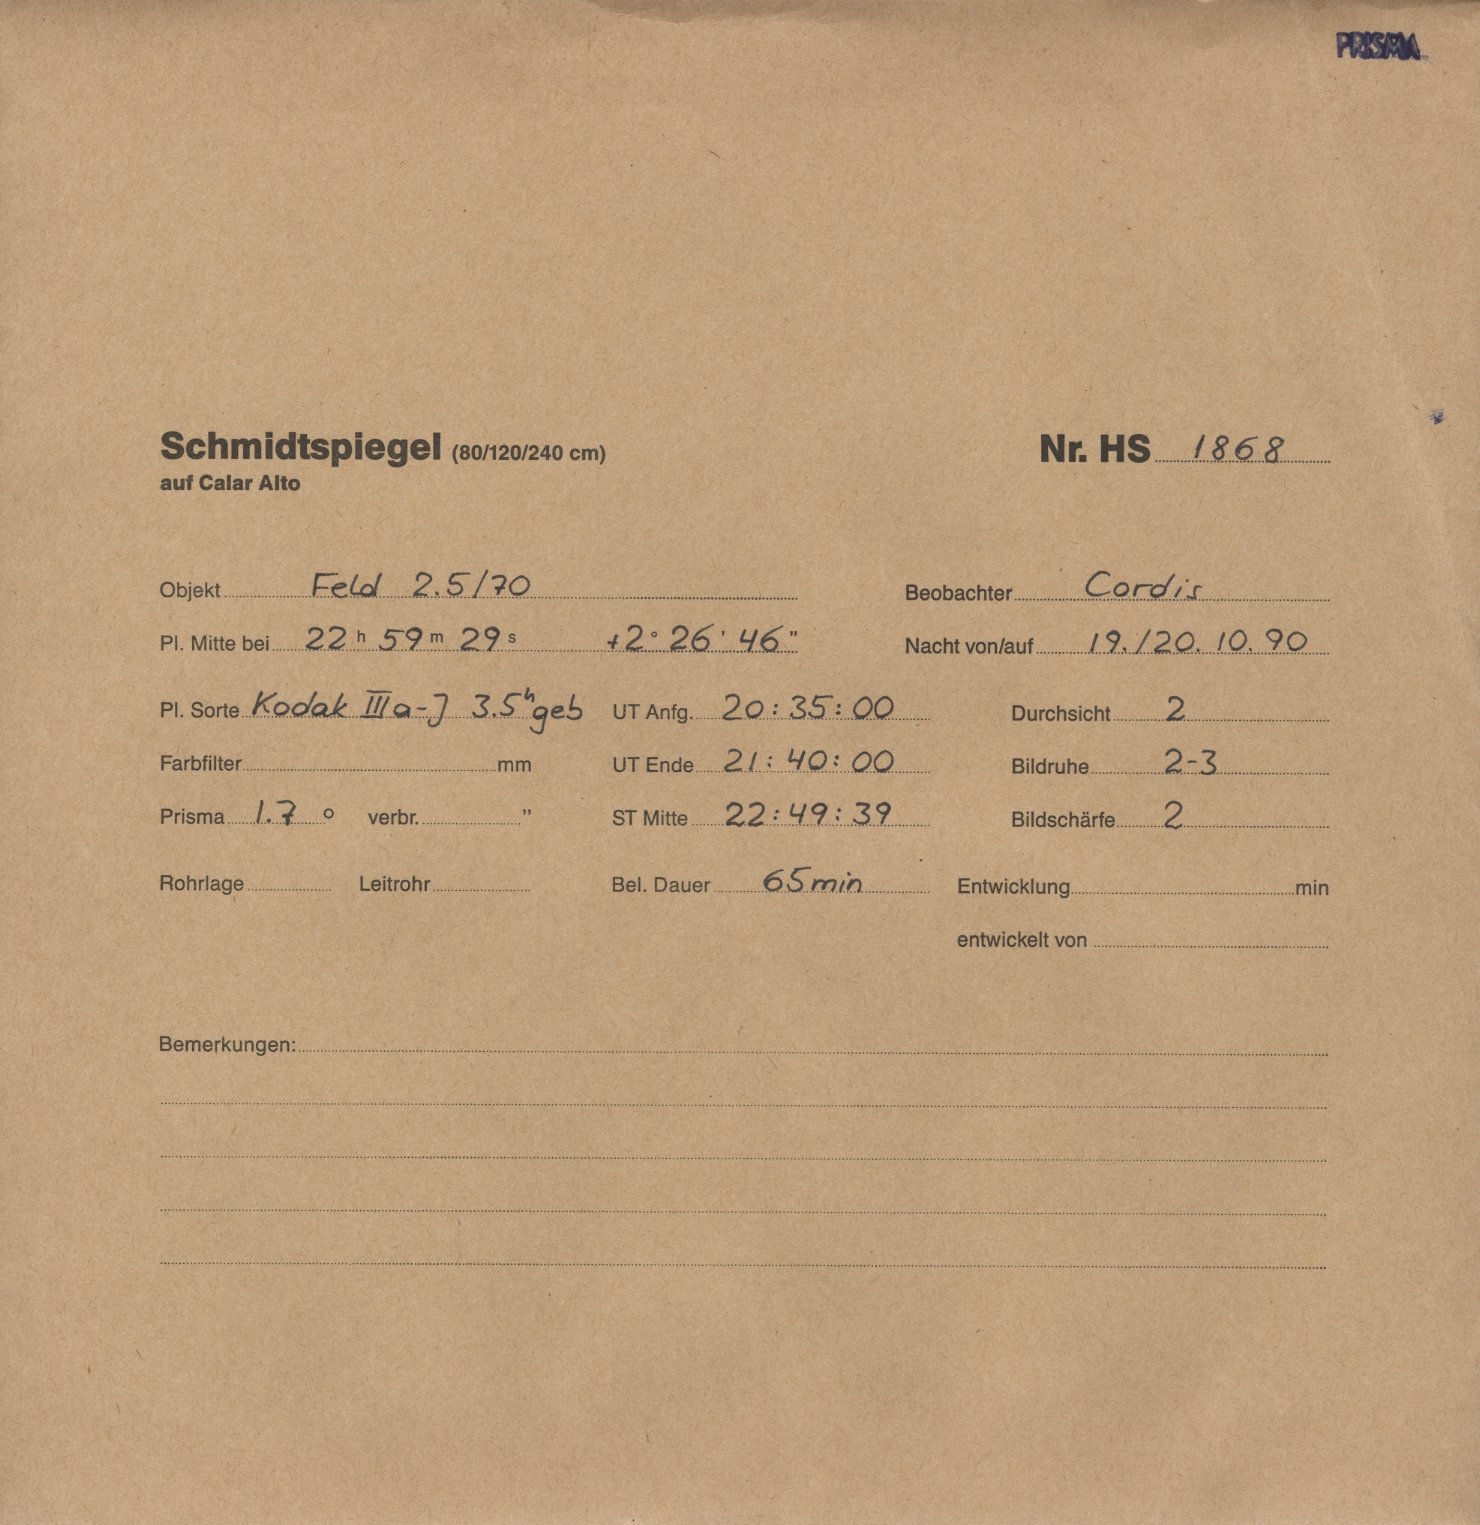 PRISMA
Schmidtspiegel (80/120/240 cm) Nr. HS 1868
auf Calar Alto
Objekt Feld 2.5/70 Beobachter Cordis
Pl. Mitte bei 22 h 59 m 29 s +2° 26' 46" Nacht von/auf 19./20. 10. 90
Pl. Sorte Kodak IIIa-J 3.5ʰ geb UT Anfg. 20:35:00 Durchsicht 2
Farbfilter mm UT Ende 21:40:00 Bildruhe 2-3
Prisma 1.7 ° verbr. " ST Mitte 22:49:39 Bildschärfe 2
Rohrlage Leitrohr Bel. Dauer 65 min Entwicklung min
entwickelt von
Bemerkungen: